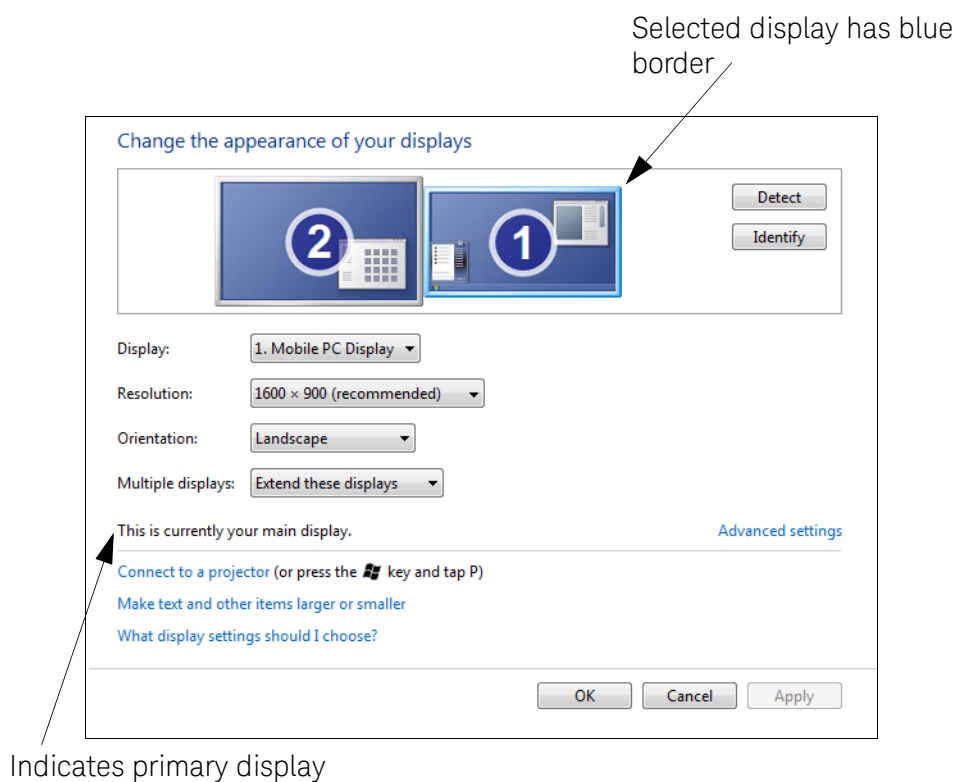 Selected display has blue
border
Change the appearance of your displays
2
1
Detect
Identify
Display: 1. Mobile PC Display
Resolution: 1600 × 900 (recommended)
Orientation: Landscape
Multiple displays: Extend these displays
This is currently your main display. Advanced settings
Connect to a projector (or press the key and tap P)
Make text and other items larger or smaller
What display settings should I choose?
OK Cancel Apply
Indicates primary display